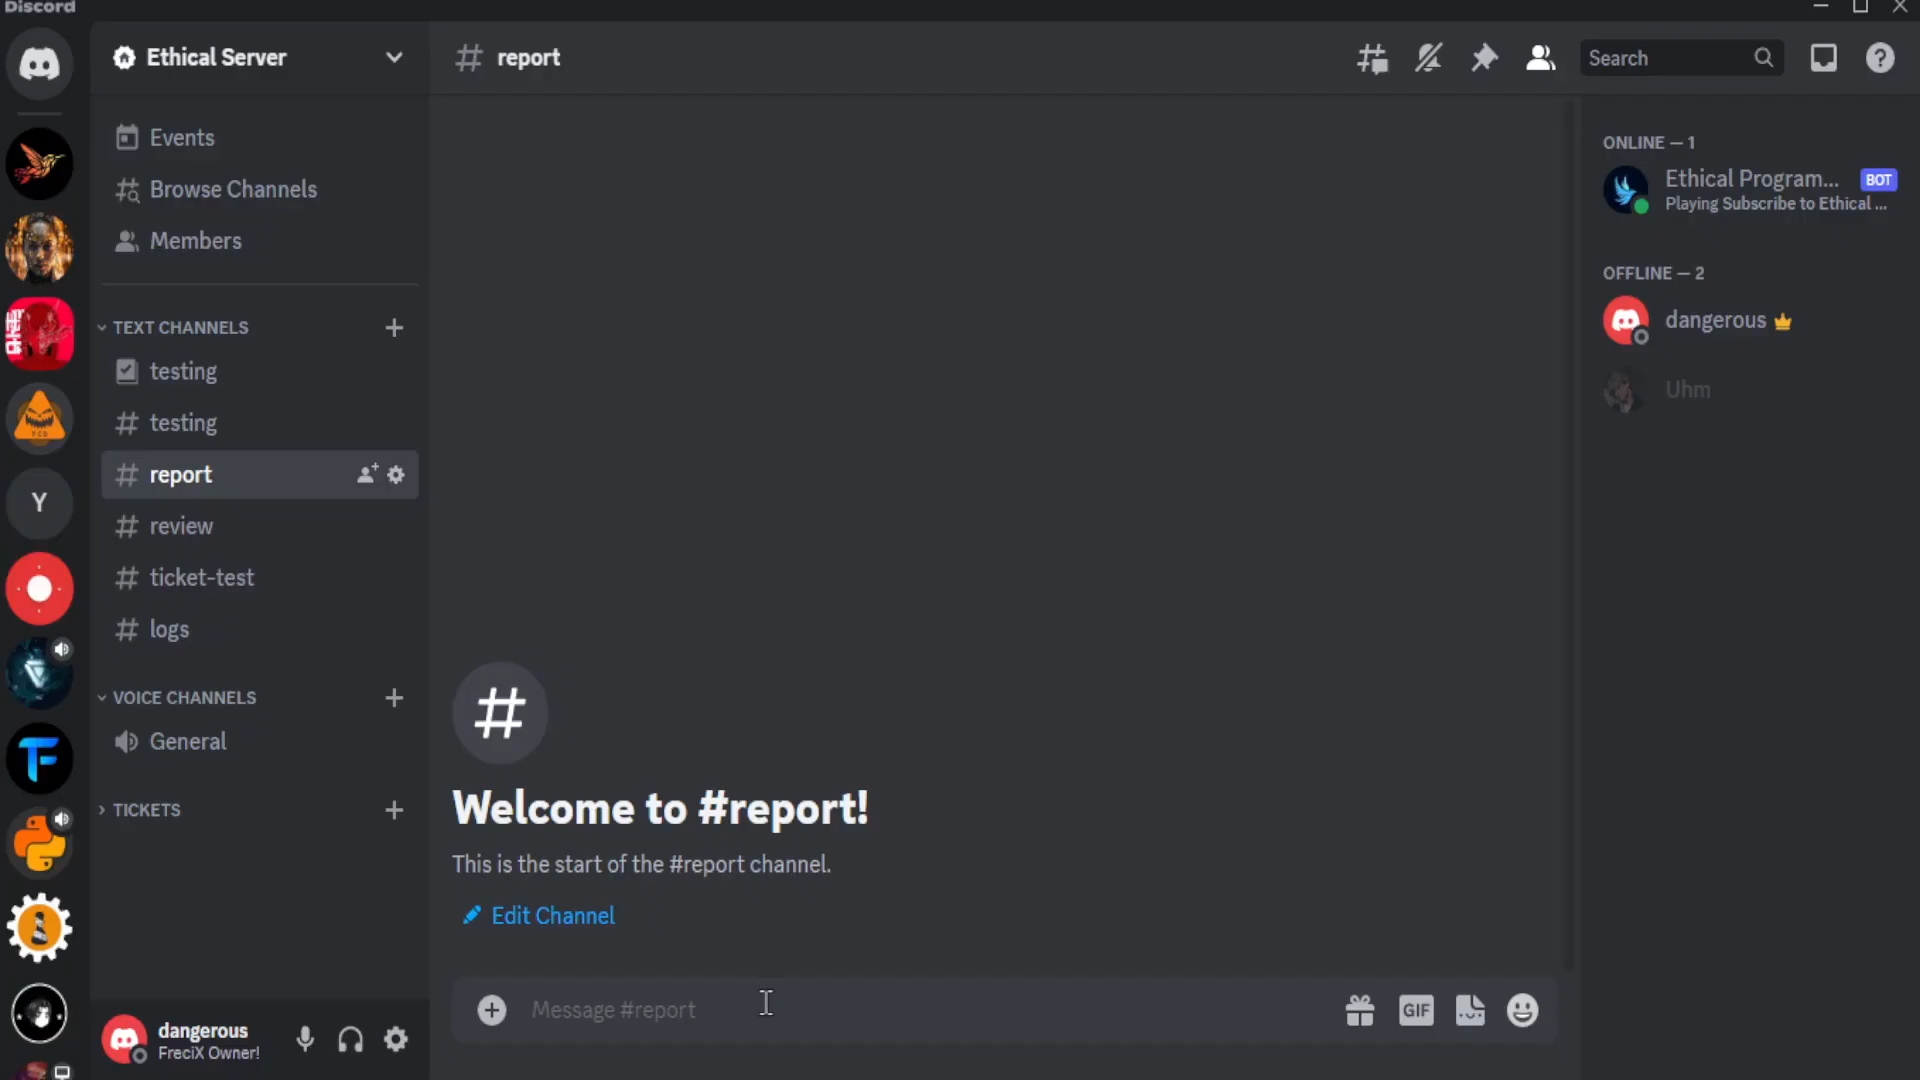 Discord
Ethical Server
Events
Browse Channels
Members
TEXT CHANNELS
testing
testing
report
review
ticket-test
logs
VOICE CHANNELS
General
TICKETS
dangerous
FreciX Owner!
Y
report
Search
Welcome to #report!
This is the start of the #report channel.
Edit Channel
Message #report
GIF
ONLINE — 1
Ethical Program... BOT
Playing Subscribe to Ethical ...
OFFLINE — 2
dangerous
Uhm